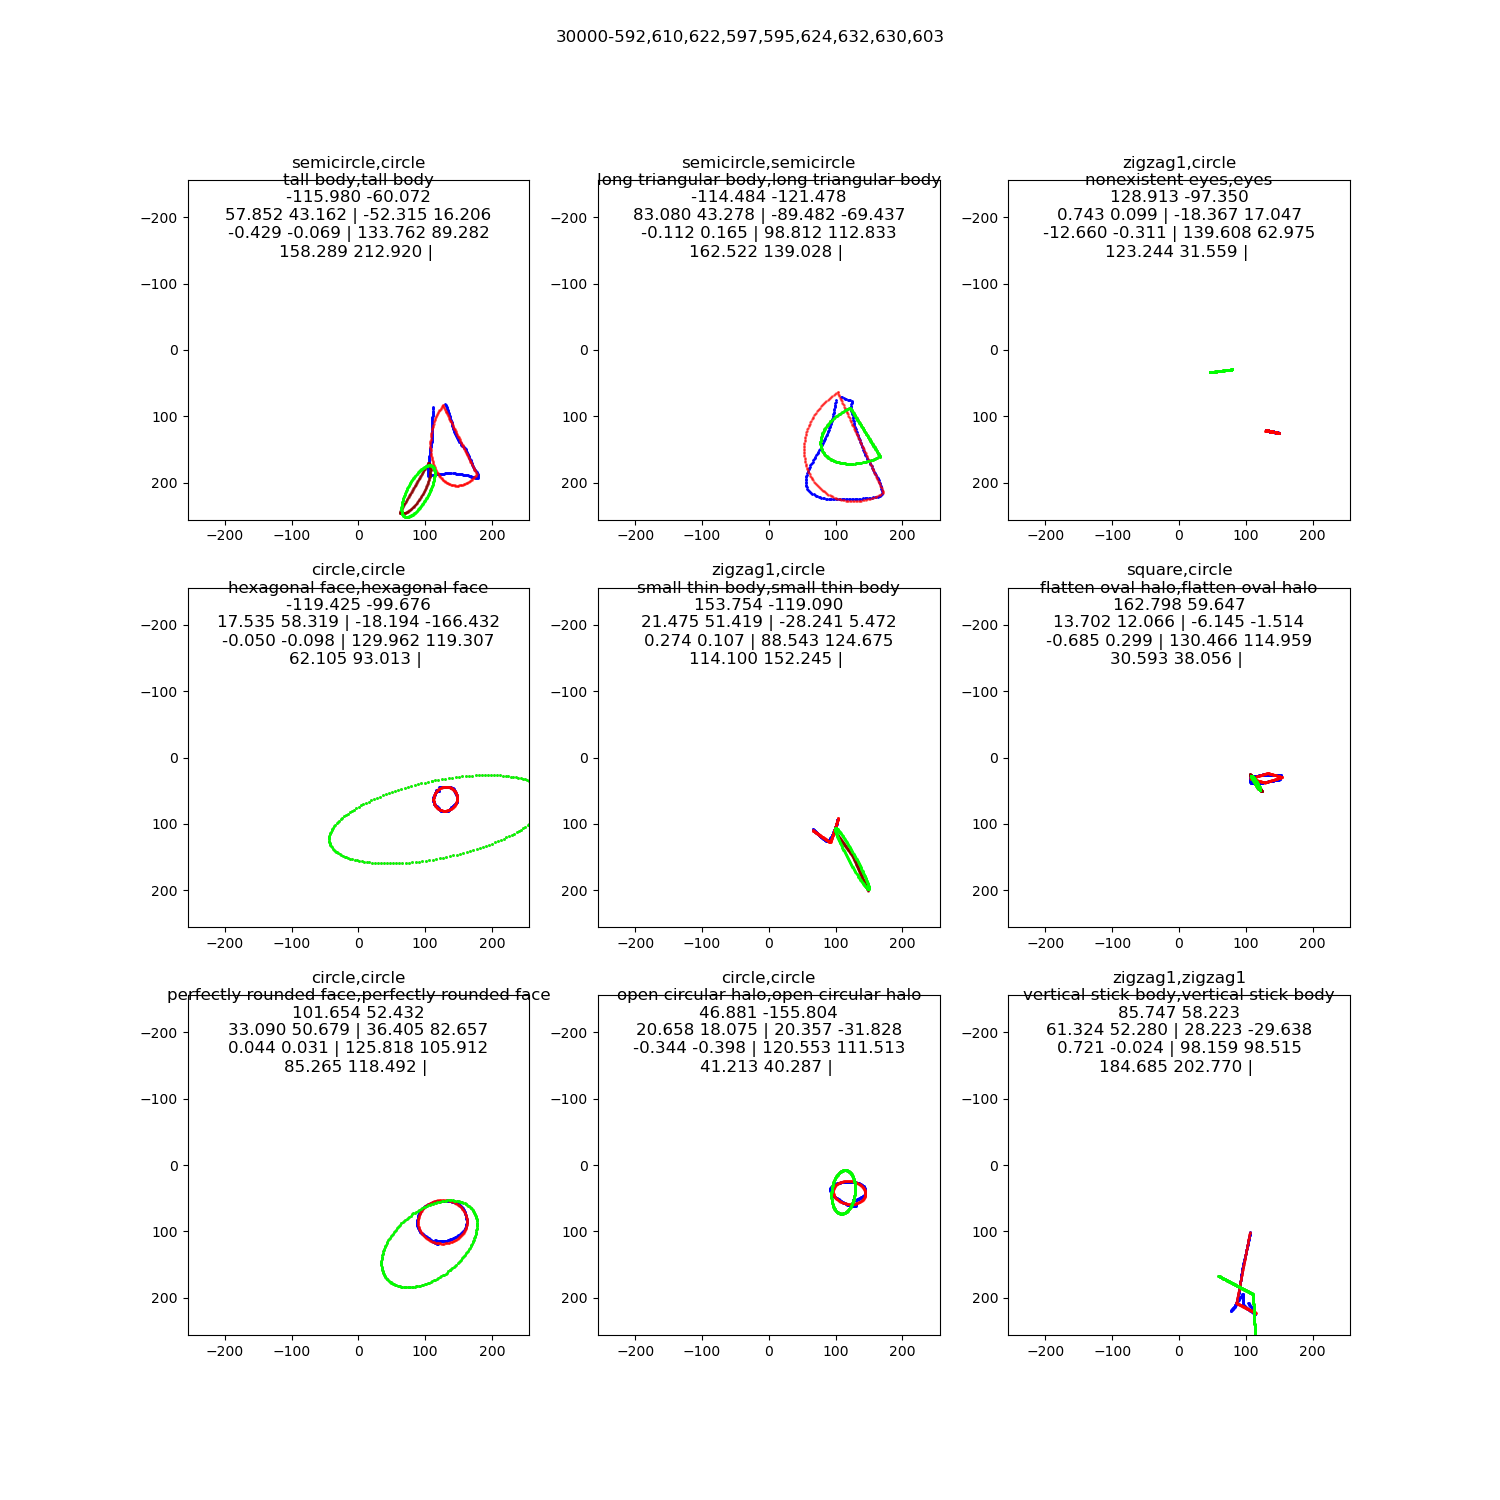 30000-592,610,622,597,595,624,632,630,603
semicircle,circle
tall body,tall body
-115.980 -60.072
57.852 43.162 | -52.315 16.206
-0.429 -0.069 | 133.762 89.282
158.289 212.920 |
−200
−100
0
100
200
−200 −100 0 100 200
semicircle,semicircle
long triangular body,long triangular body
-114.484 -121.478
83.080 43.278 | -89.482 -69.437
-0.112 0.165 | 98.812 112.833
162.522 139.028 |
−200
−100
0
100
200
−200 −100 0 100 200
zigzag1,circle
nonexistent eyes,eyes
128.913 -97.350
0.743 0.099 | -18.367 17.047
-12.660 -0.311 | 139.608 62.975
123.244 31.559 |
−200
−100
0
100
200
−200 −100 0 100 200
circle,circle
hexagonal face,hexagonal face
-119.425 -99.676
17.535 58.319 | -18.194 -166.432
-0.050 -0.098 | 129.962 119.307
62.105 93.013 |
−200
−100
0
100
200
−200 −100 0 100 200
zigzag1,circle
small thin body,small thin body
153.754 -119.090
21.475 51.419 | -28.241 5.472
0.274 0.107 | 88.543 124.675
114.100 152.245 |
−200
−100
0
100
200
−200 −100 0 100 200
square,circle
flatten oval halo,flatten oval halo
162.798 59.647
13.702 12.066 | -6.145 -1.514
-0.685 0.299 | 130.466 114.959
30.593 38.056 |
−200
−100
0
100
200
−200 −100 0 100 200
circle,circle
perfectly rounded face,perfectly rounded face
101.654 52.432
33.090 50.679 | 36.405 82.657
0.044 0.031 | 125.818 105.912
85.265 118.492 |
−200
−100
0
100
200
−200 −100 0 100 200
circle,circle
open circular halo,open circular halo
46.881 -155.804
20.658 18.075 | 20.357 -31.828
-0.344 -0.398 | 120.553 111.513
41.213 40.287 |
−200
−100
0
100
200
−200 −100 0 100 200
zigzag1,zigzag1
vertical stick body,vertical stick body
85.747 58.223
61.324 52.280 | 28.223 -29.638
0.721 -0.024 | 98.159 98.515
184.685 202.770 |
−200
−100
0
100
200
−200 −100 0 100 200